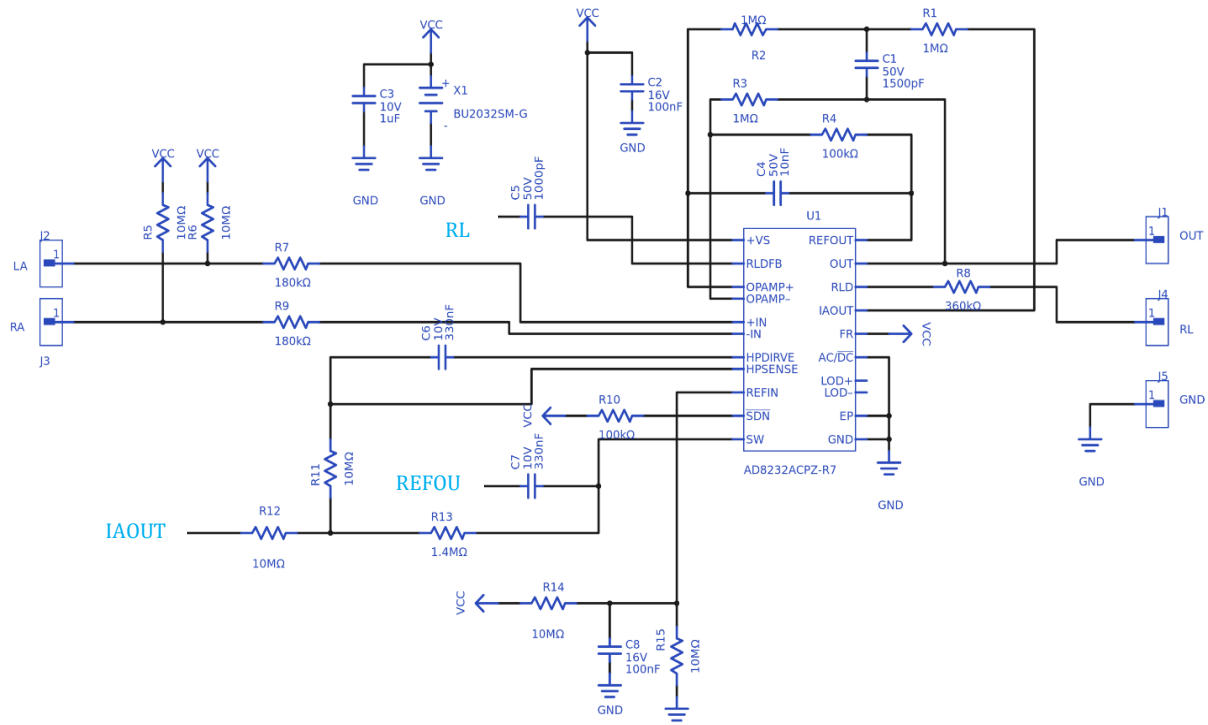 VCC
C3
10V
1uF
GND
X1
+
BU2032SM-G
-
GND
VCC
C2
16V
100nF
GND
1MΩ
R2
R1
1MΩ
C1
50V
1500pF
R3
1MΩ
R4
100kΩ
C4
50V
10nF
C5
50V
1000pF
RL
VCC
VCC
R5
10MΩ
R6
10MΩ
J2
1
LA
R7
180kΩ
RA
1
J3
R9
180kΩ
C6
10V
330nF
U1
+VS
RLDFB
OPAMP+
OPAMP–
+IN
-IN
HPDIRVE
HPSENSE
REFIN
SDN
SW
REFOUT
OUT
RLD
IAOUT
FR
AC/DC
LOD+
LOD–
EP
GND
AD8232ACPZ-R7
VCC
R8
360kΩ
J1
1
OUT
J4
1
RL
J5
1
GND
GND
GND
VCC
R10
100kΩ
C7
10V
330nF
REFOU
R11
10MΩ
IAOUT
R12
10MΩ
R13
1.4MΩ
VCC
R14
10MΩ
C8
16V
100nF
GND
R15
10MΩ